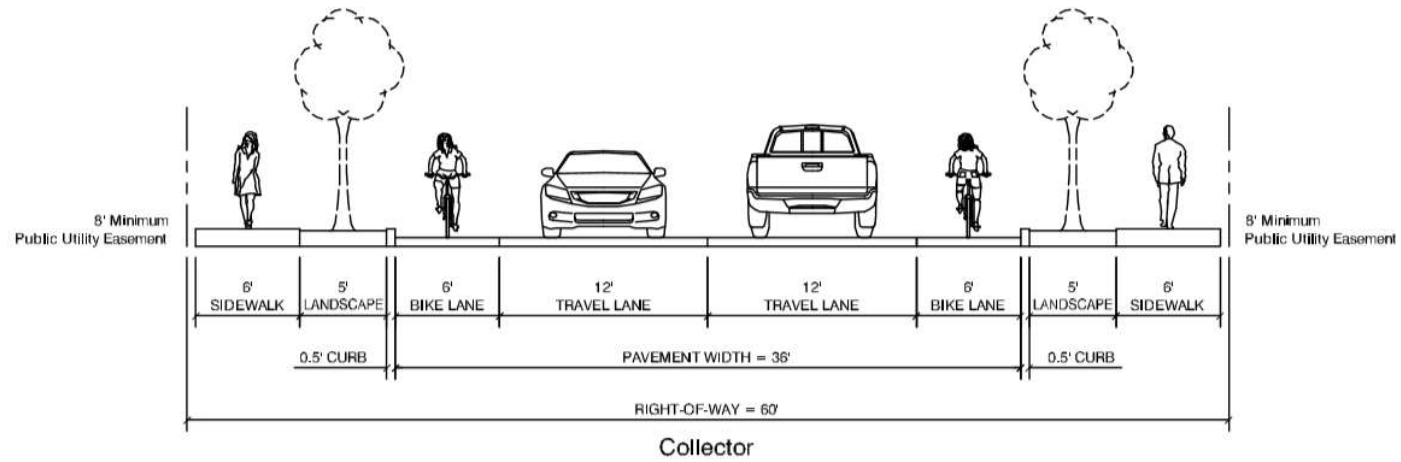 8' Minimum
Public Utility Easement
8' Minimum
Public Utility Easement
6'
SIDEWALK
5'
LANDSCAPE
6'
BIKE LANE
12'
TRAVEL LANE
12'
TRAVEL LANE
6'
BIKE LANE
5'
LANDSCAPE
6'
SIDEWALK
0.5' CURB
PAVEMENT WIDTH = 36'
0.5' CURB
RIGHT-OF-WAY = 60'
Collector